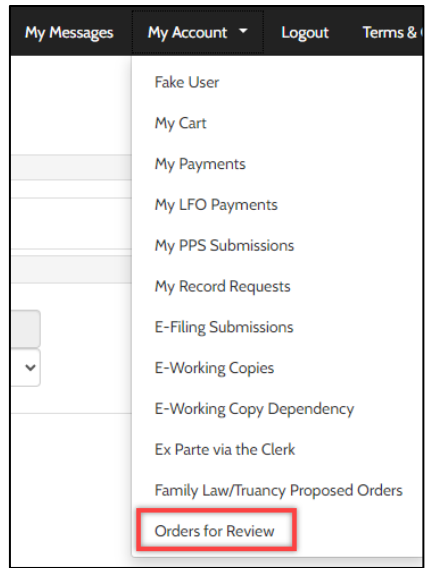 My Messages My Account Logout Terms &
Fake User
My Cart
My Payments
My LFO Payments
My PPS Submissions
My Record Requests
E-Filing Submissions
E-Working Copies
E-Working Copy Dependency
Ex Parte via the Clerk
Family Law/Truancy Proposed Orders
Orders for Review